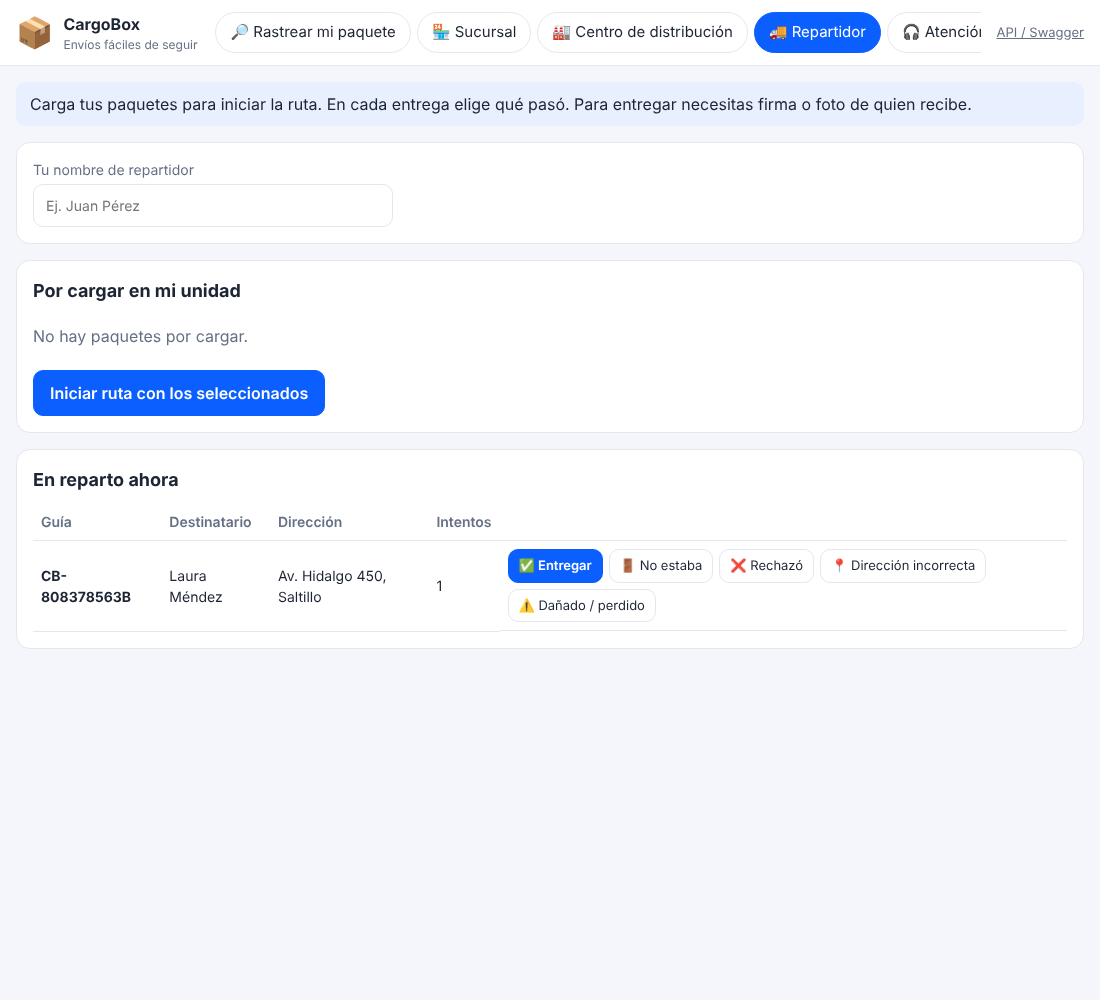 CargoBox
Envíos fáciles de seguir
🔎 Rastrear mi paquete
🏪 Sucursal
🏭 Centro de distribución
🚚 Repartidor
🎧 Atención
API / Swagger
Carga tus paquetes para iniciar la ruta. En cada entrega elige qué pasó. Para entregar necesitas firma o foto de quien recibe.
Tu nombre de repartidor
Ej. Juan Pérez
Por cargar en mi unidad
No hay paquetes por cargar.
Iniciar ruta con los seleccionados
En reparto ahora
Guía Destinatario Dirección Intentos
CB-
808378563B
Laura
Méndez
Av. Hidalgo 450,
Saltillo
1
✅ Entregar
🚪 No estaba
❌ Rechazó
📍 Dirección incorrecta
⚠️ Dañado / perdido